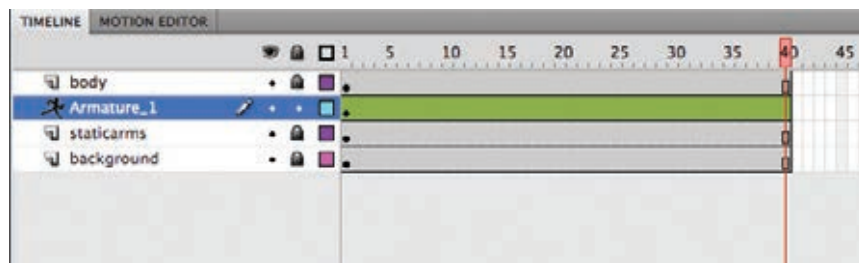 TIMELINE MOTION EDITOR
1 5 10 15 20 25 30 35 40 45
body
Armature_1
staticarms
background